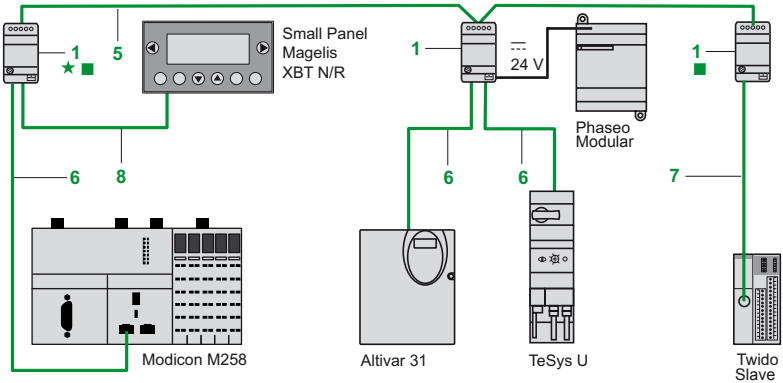 1
5
Small Panel
Magelis
XBT N/R
1
24 V
1
Phaseo
Modular
6
8
6
6
7
Modicon M258
Altivar 31
TeSys U
Twido
Slave